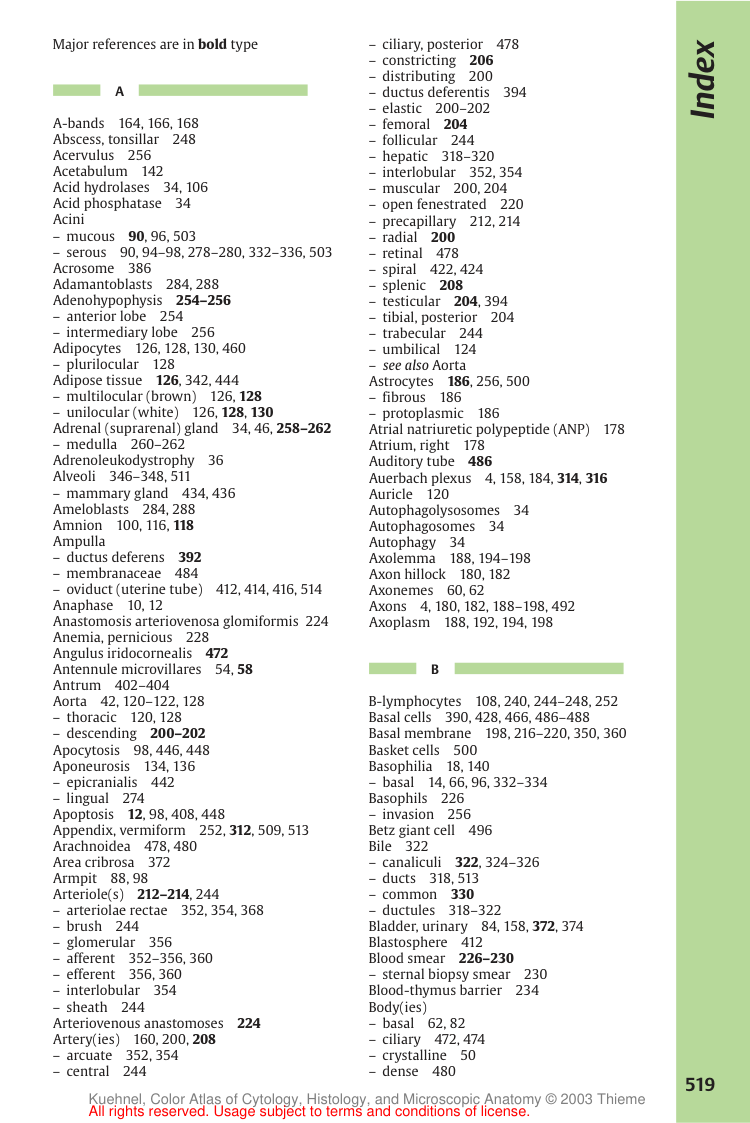 Major references are in bold type
A
A-bands 164, 166, 168
Abscess, tonsillar 248
Acervulus 256
Acetabulum 142
Acid hydrolases 34, 106
Acid phosphatase 34
Acini
– mucous 90, 96, 503
– serous 90, 94–98, 278–280, 332–336, 503
Acrosome 386
Adamantoblasts 284, 288
Adenohypophysis 254–256
– anterior lobe 254
– intermediary lobe 256
Adipocytes 126, 128, 130, 460
– plurilocular 128
Adipose tissue 126, 342, 444
– multilocular (brown) 126, 128
– unilocular (white) 126, 128, 130
Adrenal (suprarenal) gland 34, 46, 258–262
– medulla 260–262
Adrenoleukodystrophy 36
Alveoli 346–348, 511
– mammary gland 434, 436
Ameloblasts 284, 288
Amnion 100, 116, 118
Ampulla
– ductus deferens 392
– membranaceae 484
– oviduct (uterine tube) 412, 414, 416, 514
Anaphase 10, 12
Anastomosis arteriovenosa glomiformis 224
Anemia, pernicious 228
Angulus iridocornealis 472
Antennule microvillares 54, 58
Antrum 402–404
Aorta 42, 120–122, 128
– thoracic 120, 128
– descending 200–202
Apocytosis 98, 446, 448
Aponeurosis 134, 136
– epicranialis 442
– lingual 274
Apoptosis 12, 98, 408, 448
Appendix, vermiform 252, 312, 509, 513
Arachnoidea 478, 480
Area cribrosa 372
Armpit 88, 98
Arteriole(s) 212–214, 244
– arteriolae rectae 352, 354, 368
– brush 244
– glomerular 356
– afferent 352–356, 360
– efferent 356, 360
– interlobular 354
– sheath 244
Arteriovenous anastomoses 224
Artery(ies) 160, 200, 208
– arcuate 352, 354
– central 244
– ciliary, posterior 478
– constricting 206
– distributing 200
– ductus deferentis 394
– elastic 200–202
– femoral 204
– follicular 244
– hepatic 318–320
– interlobular 352, 354
– muscular 200, 204
– open fenestrated 220
– precapillary 212, 214
– radial 200
– retinal 478
– spiral 422, 424
– splenic 208
– testicular 204, 394
– tibial, posterior 204
– trabecular 244
– umbilical 124
– see also Aorta
Astrocytes 186, 256, 500
– fibrous 186
– protoplasmic 186
Atrial natriuretic polypeptide (ANP) 178
Atrium, right 178
Auditory tube 486
Auerbach plexus 4, 158, 184, 314, 316
Auricle 120
Autophagolysosomes 34
Autophagosomes 34
Autophagy 34
Axolemma 188, 194–198
Axon hillock 180, 182
Axonemes 60, 62
Axons 4, 180, 182, 188–198, 492
Axoplasm 188, 192, 194, 198
B
B-lymphocytes 108, 240, 244–248, 252
Basal cells 390, 428, 466, 486–488
Basal membrane 198, 216–220, 350, 360
Basket cells 500
Basophilia 18, 140
– basal 14, 66, 96, 332–334
Basophils 226
– invasion 256
Betz giant cell 496
Bile 322
– canaliculi 322, 324–326
– ducts 318, 513
– common 330
– ductules 318–322
Bladder, urinary 84, 158, 372, 374
Blastosphere 412
Blood smear 226–230
– sternal biopsy smear 230
Blood-thymus barrier 234
Body(ies)
– basal 62, 82
– ciliary 472, 474
– crystalline 50
– dense 480
Index
519
Kuehnel, Color Atlas of Cytology, Histology, and Microscopic Anatomy © 2003 Thieme
All rights reserved. Usage subject to terms and conditions of license.